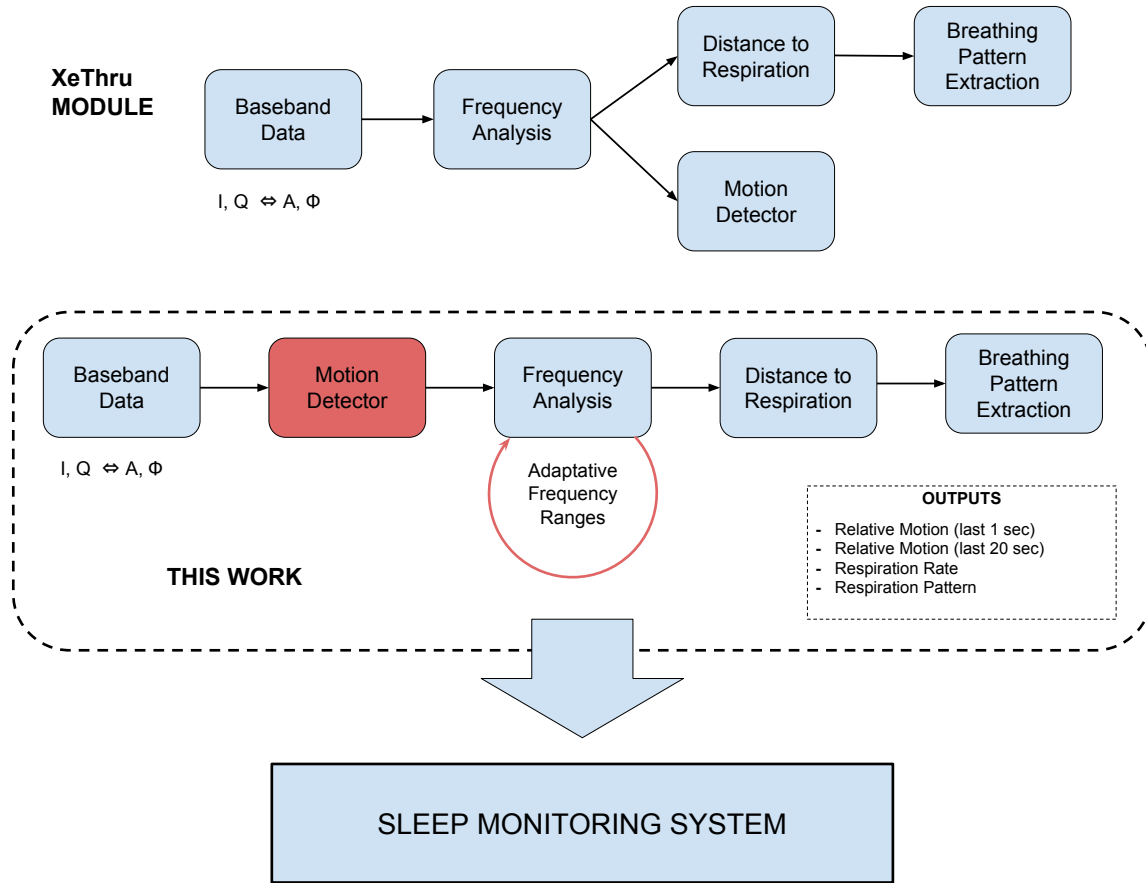 XeThru
MODULE
Baseband
Data
I, Q ⇔ A, Φ
Frequency
Analysis
Distance to
Respiration
Breathing
Pattern
Extraction
Motion
Detector
Baseband
Data
I, Q ⇔ A, Φ
Motion
Detector
Frequency
Analysis
Adaptative
Frequency
Ranges
Distance to
Respiration
Breathing
Pattern
Extraction
THIS WORK
OUTPUTS
- Relative Motion (last 1 sec)
- Relative Motion (last 20 sec)
- Respiration Rate
- Respiration Pattern
SLEEP MONITORING SYSTEM